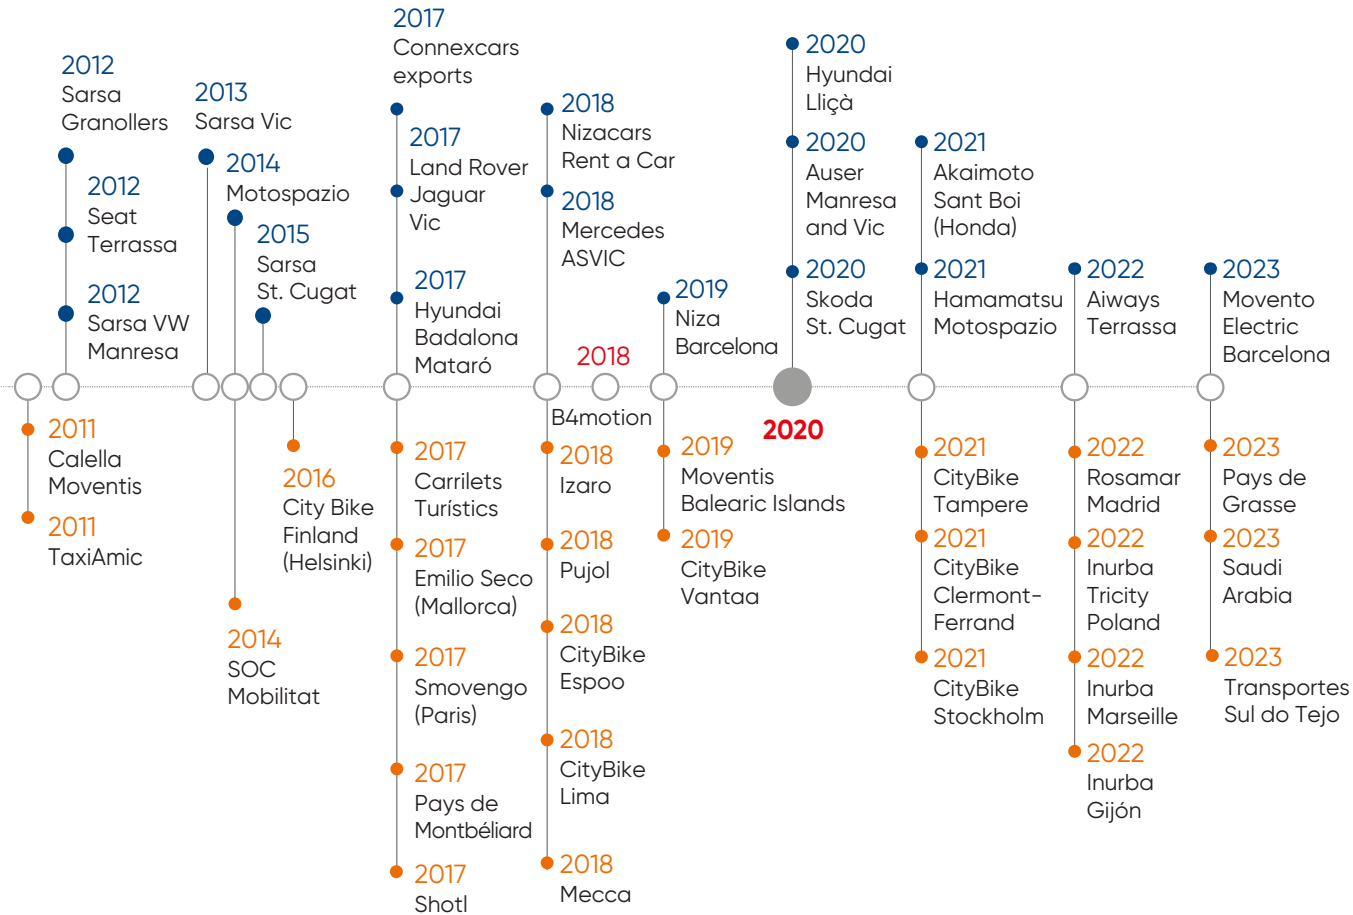 2012
Sarsa
Granollers
2012
Seat
Terrassa
2012
Sarsa VW
Manresa
2013
Sarsa Vic
2014
Motospazio
2015
Sarsa
St. Cugat
2017
Connexcars
exports
2017
Land Rover
Jaguar
Vic
2017
Hyundai
Badalona
Mataró
2018
Nizacars
Rent a Car
2018
Mercedes
ASVIC
2018
B4motion
2019
Niza
Barcelona
2020
Hyundai
Lliçà
2020
Auser
Manresa
and Vic
2020
Skoda
St. Cugat
2020
2021
Akaimoto
Sant Boi
(Honda)
2021
Hamamatsu
Motospazio
2022
Aiways
Terrassa
2023
Movento
Electric
Barcelona
2011
Calella
Moventis
2011
TaxiAmic
2014
SOC
Mobilitat
2016
City Bike
Finland
(Helsinki)
2017
Carrilets
Turístics
2017
Emilio Seco
(Mallorca)
2017
Smovengo
(Paris)
2017
Pays de
Montbéliard
2017
Shotl
2018
Izaro
2018
Pujol
2018
CityBike
Espoo
2018
CityBike
Lima
2018
Mecca
2019
Moventis
Balearic Islands
2019
CityBike
Vantaa
2021
CityBike
Tampere
2021
CityBike
Clermont-
Ferrand
2021
CityBike
Stockholm
2022
Rosamar
Madrid
2022
Inurba
Tricity
Poland
2022
Inurba
Marseille
2022
Inurba
Gijón
2023
Pays de
Grasse
2023
Saudi
Arabia
2023
Transportes
Sul do Tejo